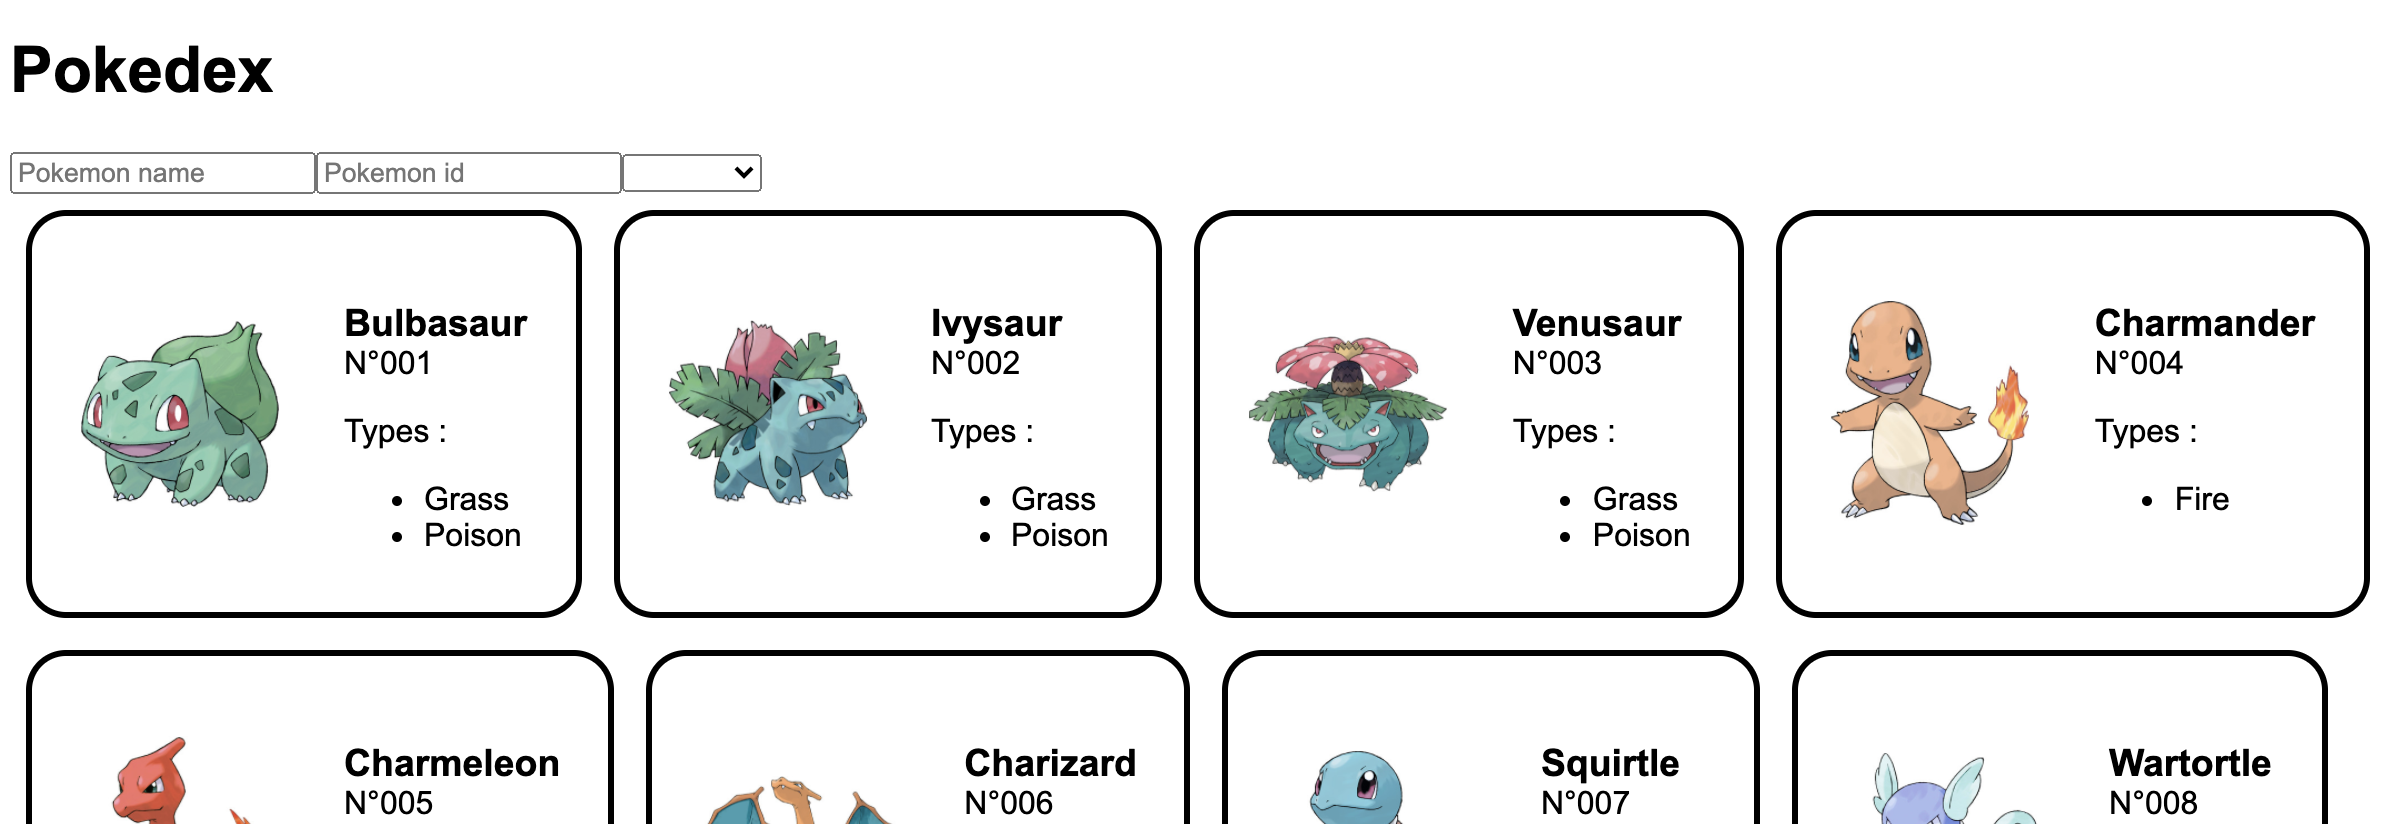 Pokedex
Pokemon name
Pokemon id
Bulbasaur
N°001
Types :
• Grass
• Poison
Ivysaur
N°002
Types :
• Grass
• Poison
Venusaur
N°003
Types :
• Grass
• Poison
Charmander
N°004
Types :
• Fire
Charmeleon
N°005
Charizard
N°006
Squirtle
N°007
Wartortle
N°008